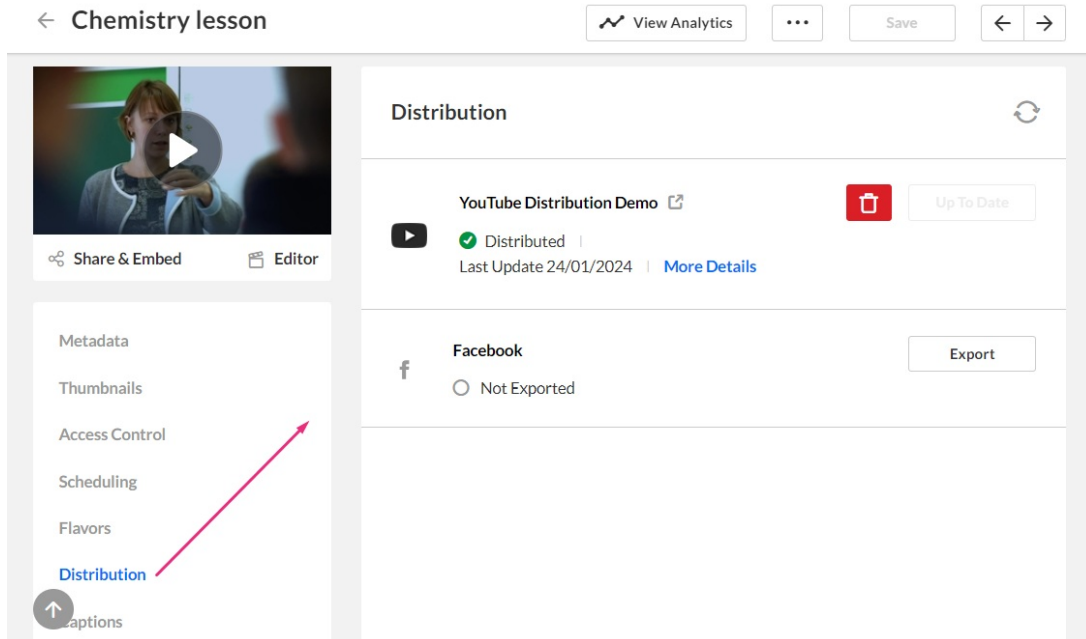 Chemistry lesson
View Analytics
Save
Distribution
YouTube Distribution Demo
Up To Date
Distributed
Last Update 24/01/2024
More Details
Share & Embed
Editor
Facebook
Export
Not Exported
Metadata
Thumbnails
Access Control
Scheduling
Flavors
Distribution
aptions